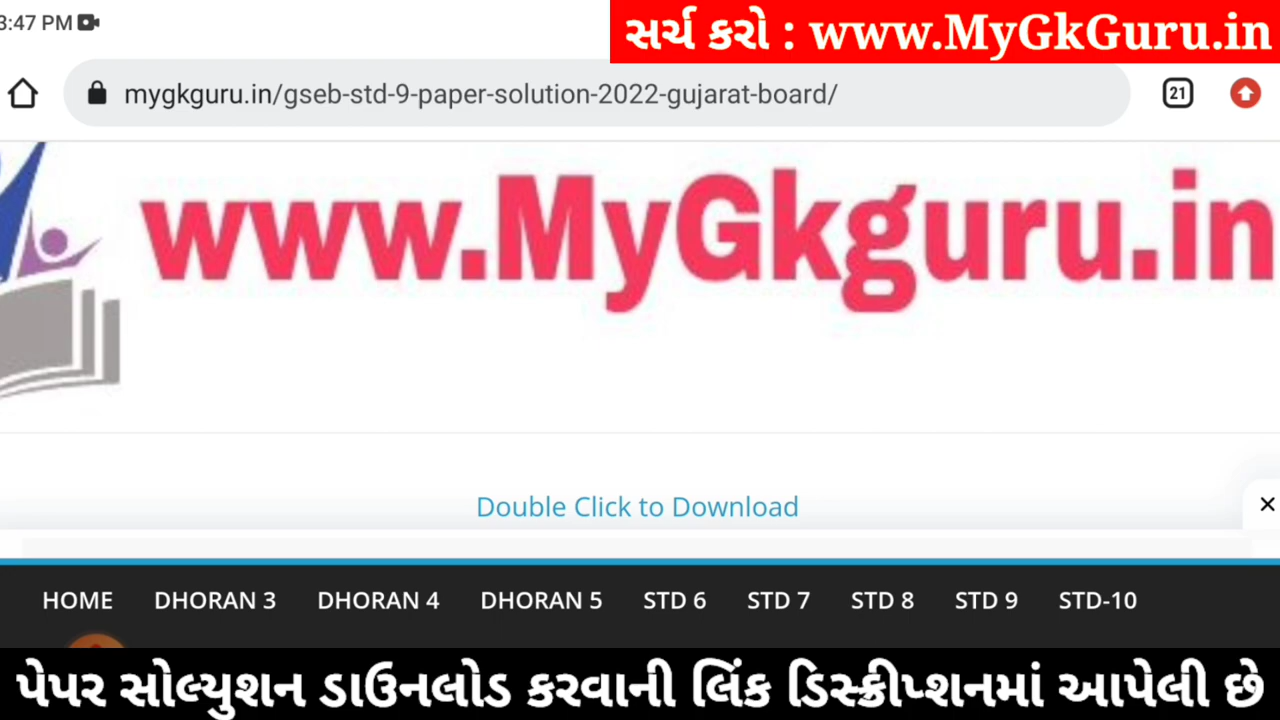 3:47 PM
સર્ચ કરો : www.MyGkGuru.in
mygkguru.in/gseb-std-9-paper-solution-2022-gujarat-board/
21
www.MyGkguru.in
Double Click to Download
HOME DHORAN 3 DHORAN 4 DHORAN 5 STD 6 STD 7 STD 8 STD 9 STD-10
પેપર સોલ્યુશન ડાઉનલોડ કરવાની લિંક ડિસ્ક્રીપ્શનમાં આપેલી છે